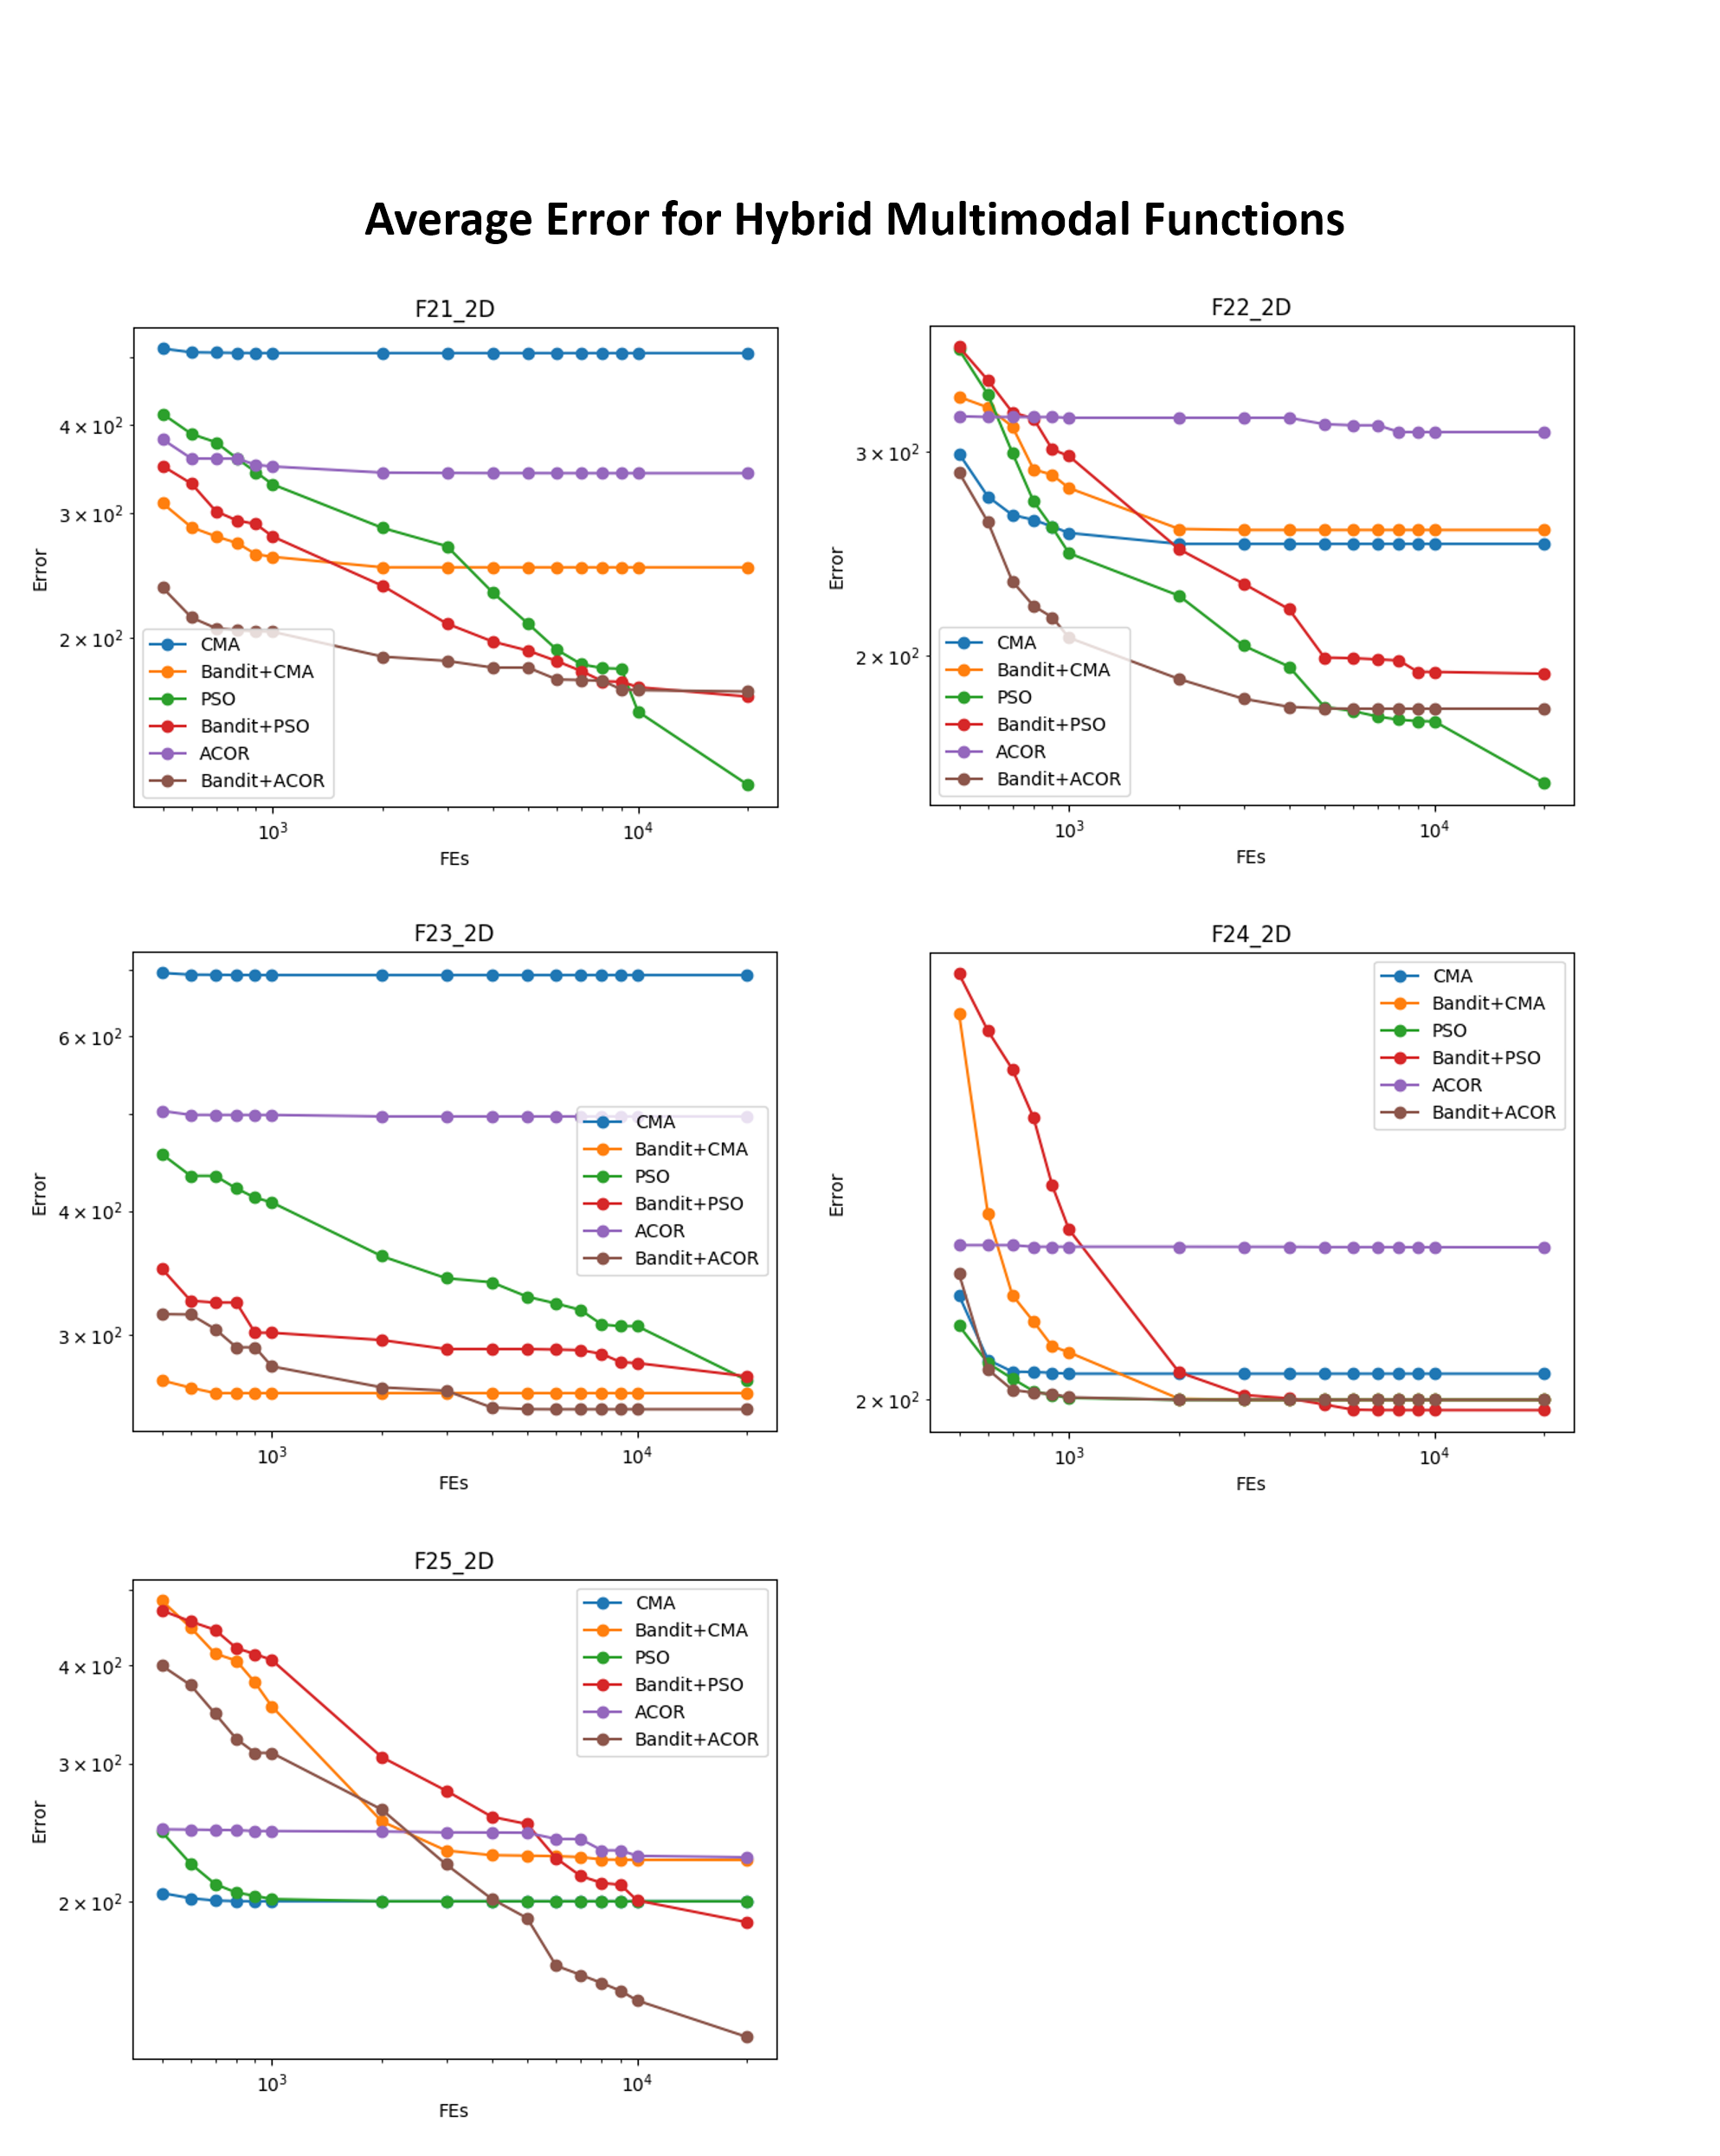 Average Error for Hybrid Multimodal Functions
F21_2D
4 × 10²
3 × 10²
2 × 10²
Error
CMA
Bandit+CMA
PSO
Bandit+PSO
ACOR
Bandit+ACOR
10³
10⁴
FEs
F22_2D
3 × 10²
2 × 10²
Error
CMA
Bandit+CMA
PSO
Bandit+PSO
ACOR
Bandit+ACOR
10³
10⁴
FEs
F23_2D
6 × 10²
4 × 10²
3 × 10²
Error
CMA
Bandit+CMA
PSO
Bandit+PSO
ACOR
Bandit+ACOR
10³
10⁴
FEs
F24_2D
2 × 10²
Error
CMA
Bandit+CMA
PSO
Bandit+PSO
ACOR
Bandit+ACOR
10³
10⁴
FEs
F25_2D
4 × 10²
3 × 10²
2 × 10²
Error
CMA
Bandit+CMA
PSO
Bandit+PSO
ACOR
Bandit+ACOR
10³
10⁴
FEs